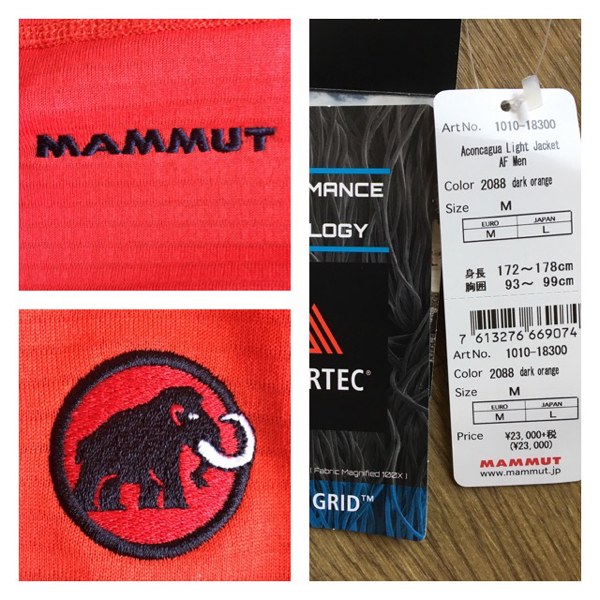 MAMMUT
MANCE
LOGY
RTEC®
( Fabric Magnified 100X )
GRID™
Art No. 1010-18300
Aconcagua Light Jacket
AF Men
Color 2088 dark orange
Size M
EURO JAPAN
M L
身長 172～178cm
胸囲 93～ 99cm
7 613276 669074
Art No. 1010-18300
Color 2088 dark orange
Size M
EURO JAPAN
M L
Price ¥23,000+税
(¥23,000)
MAMMUT
www.mammut.jp